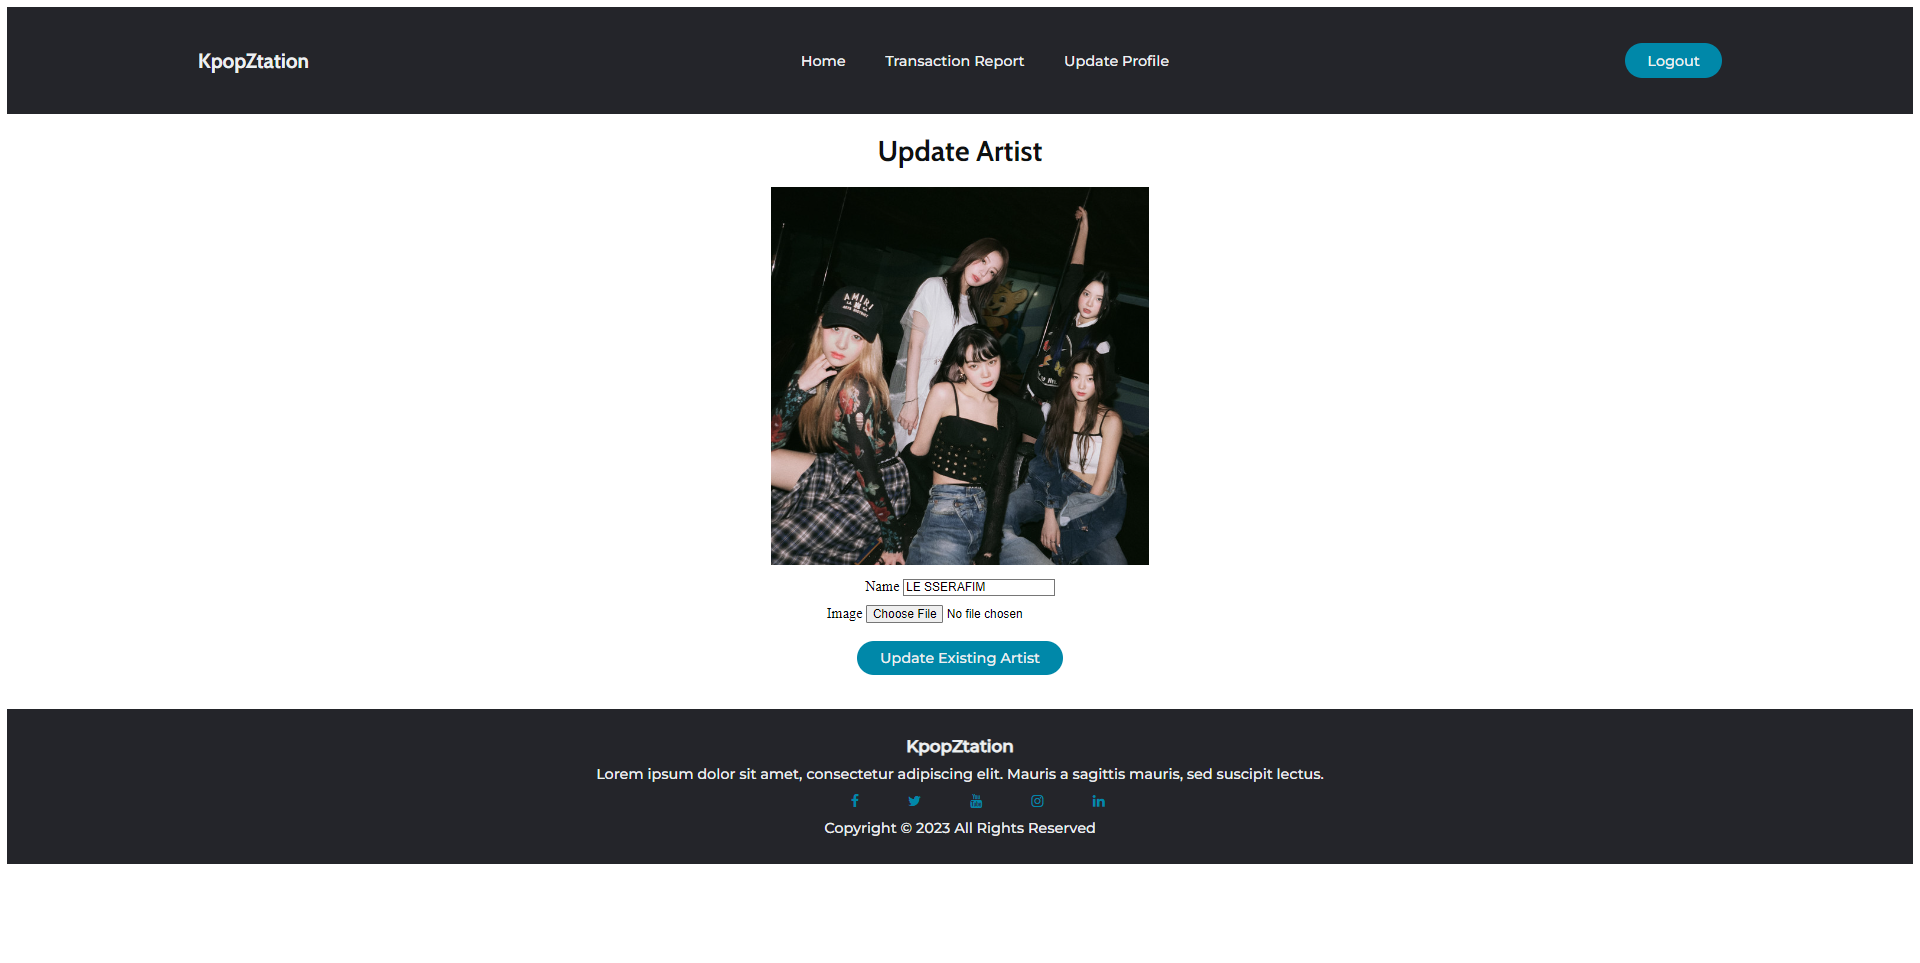 KpopZtation
Home Transaction Report Update Profile
Logout
Update Artist
AMIRI
Name LE SSERAFIM
Image Choose File No file chosen
Update Existing Artist
KpopZtation
Lorem ipsum dolor sit amet, consectetur adipiscing elit. Mauris a sagittis mauris, sed suscipit lectus.
Copyright © 2023 All Rights Reserved